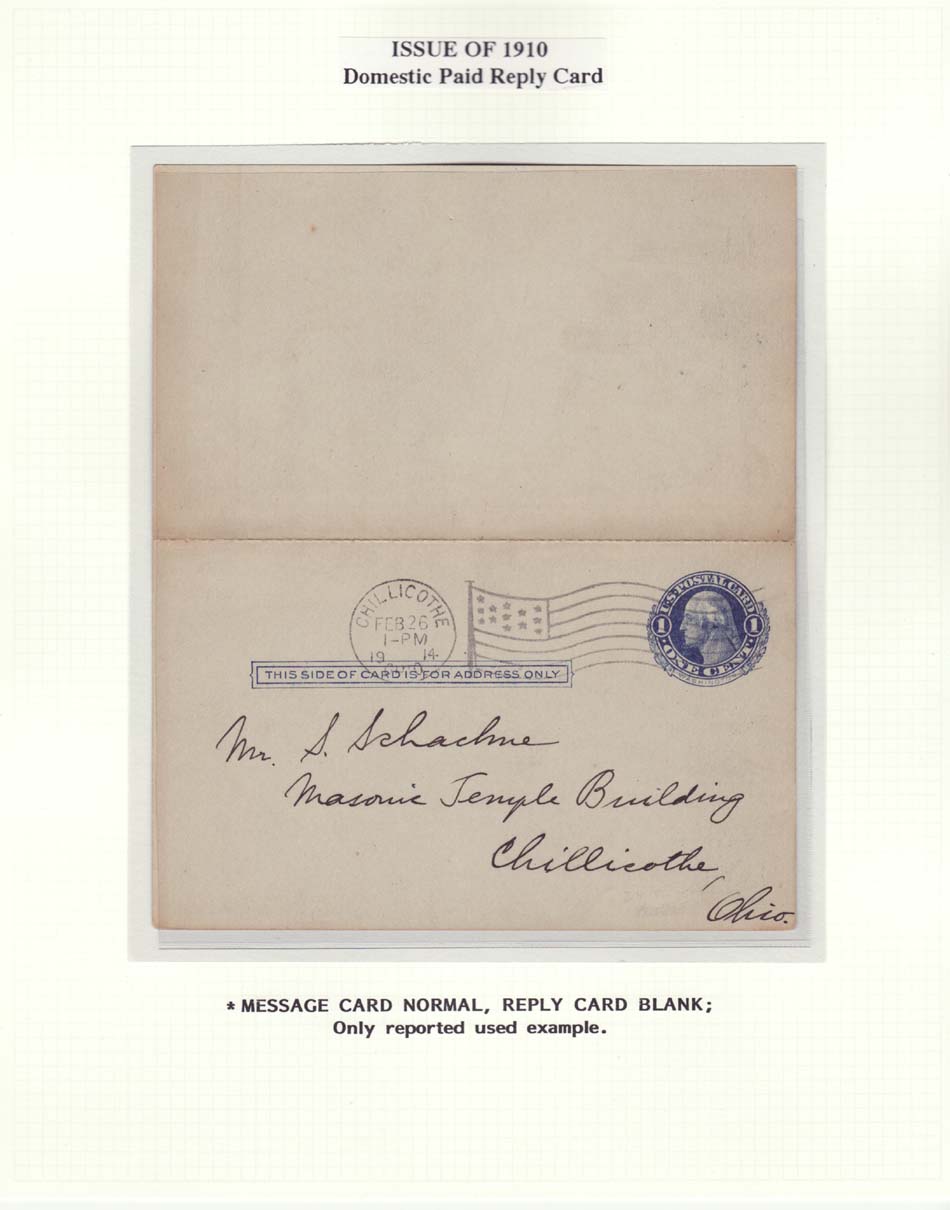 ISSUE OF 1910
Domestic Paid Reply Card
CHILLICOTHE
FEB 26
1-PM
19 14
OHIO
U.S. POSTAL CARD
1 1
ONE CENT
WASHINGTON
THIS SIDE OF CARD IS FOR ADDRESS ONLY
Mr. S. Schachne
Masonic Temple Building
Chillicothe,
Ohio.
* MESSAGE CARD NORMAL, REPLY CARD BLANK;
Only reported used example.